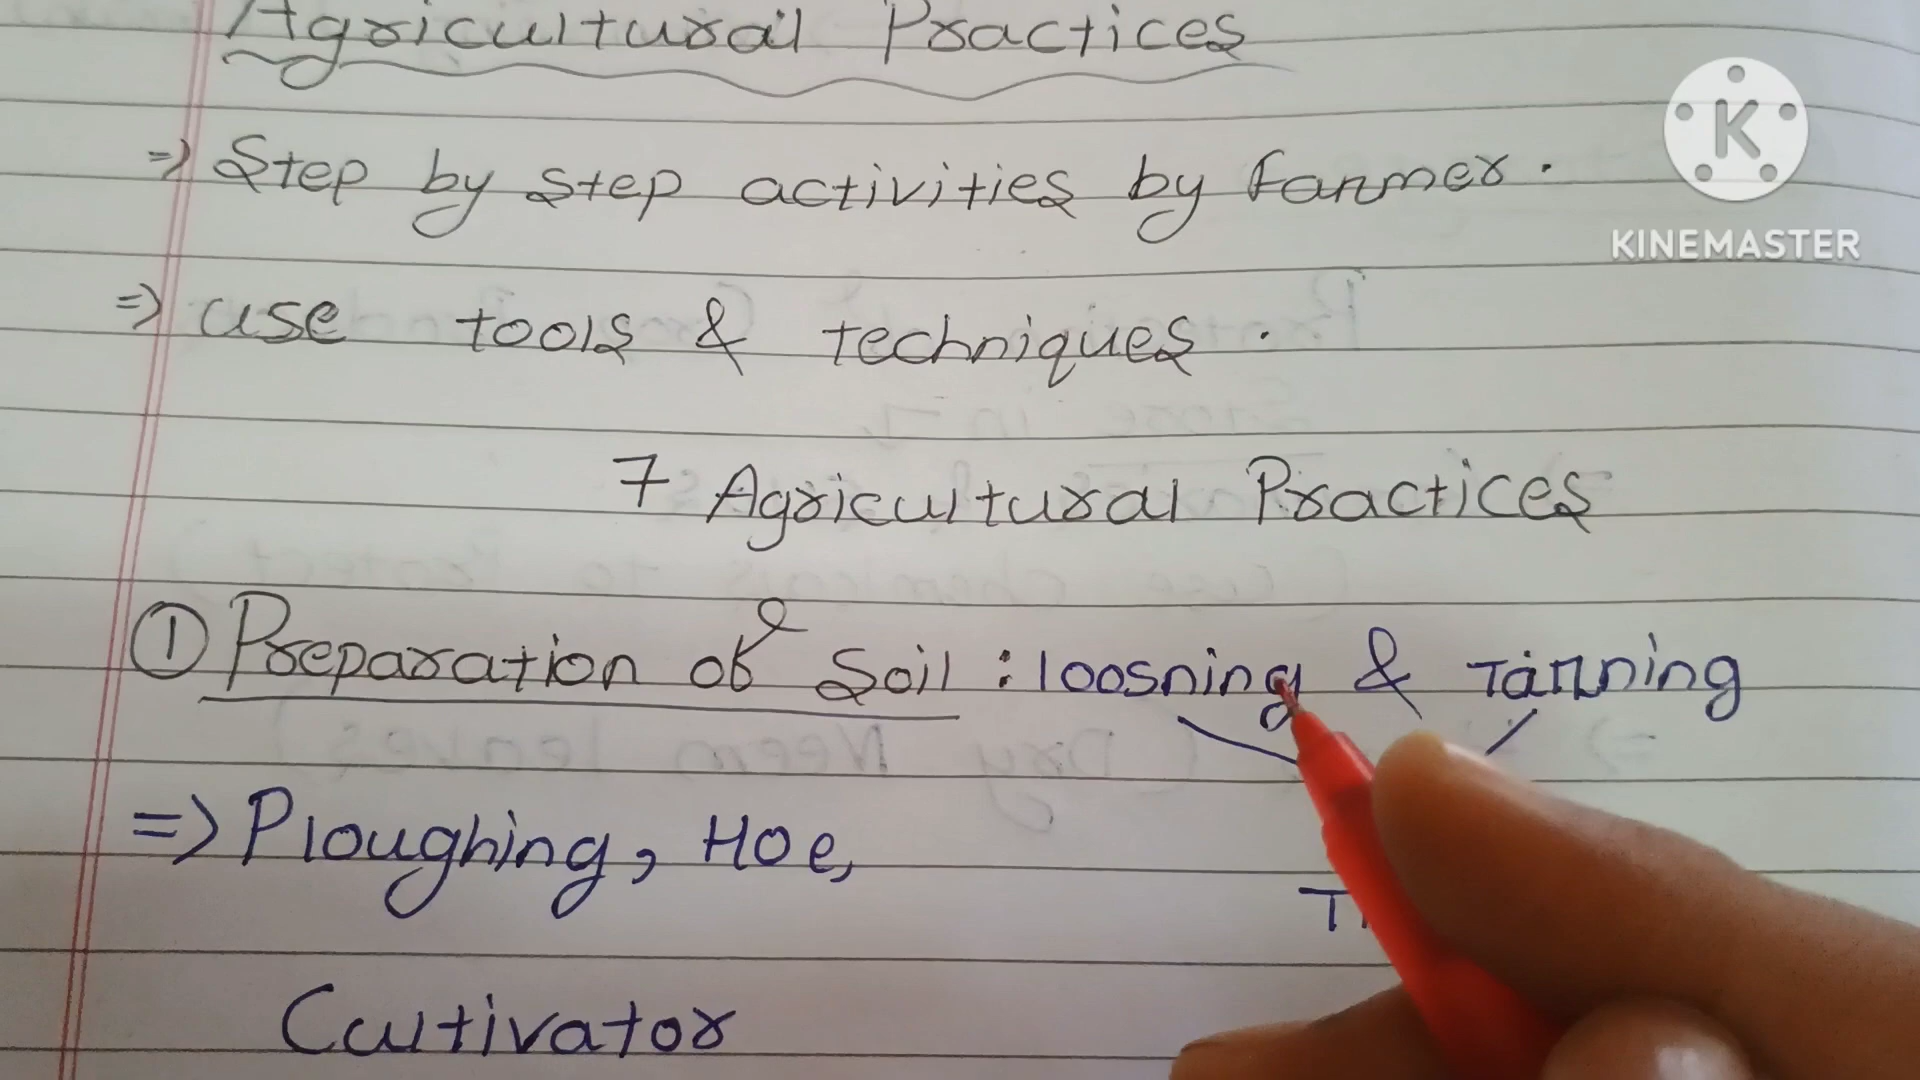 Agricultural Practices
=> Step by step activities by farmer.
=> use tools & techniques.
7 Agricultural Practices
① Preparation of Soil : loosning & Tarnning
=> Ploughing, Hoe,
Cultivator
K
KINEMASTER